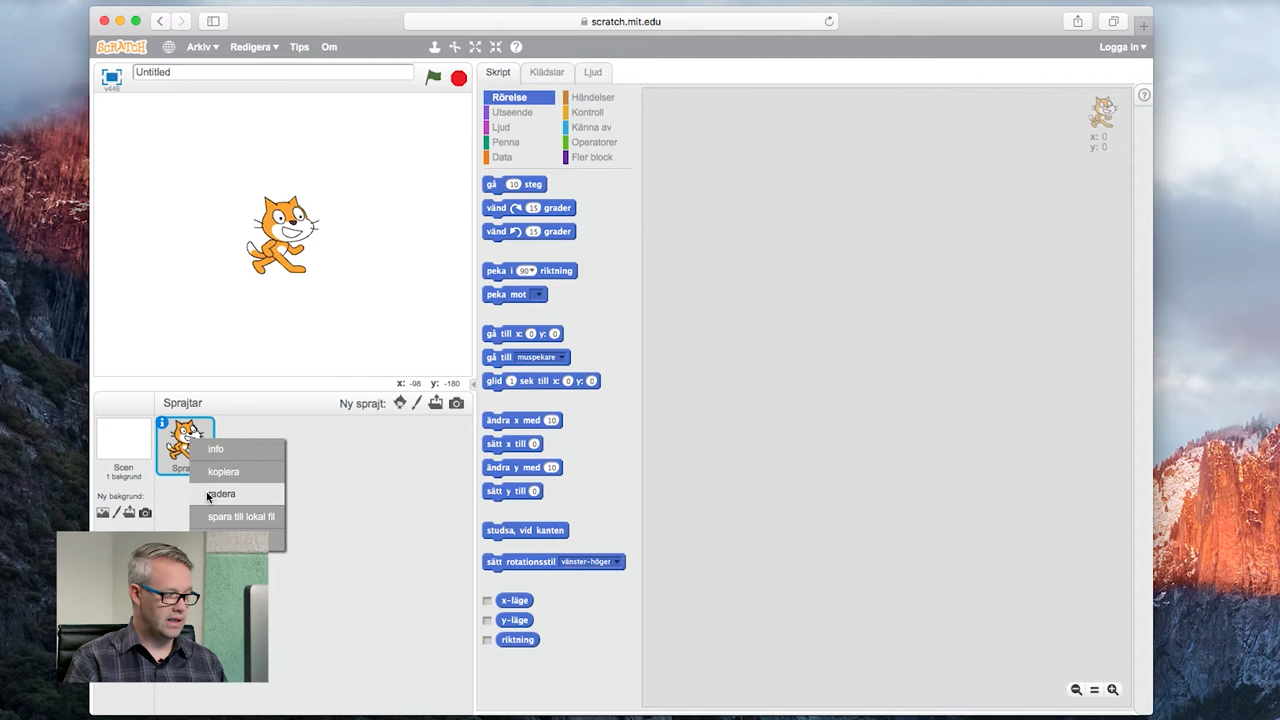 scratch.mit.edu
SCRATCH
Arkiv
Redigera
Tips
Om
Logga in
v446
Untitled
Skript
Klädslar
Ljud
Rörelse
Händelser
Utseende
Kontroll
Ljud
Känna av
Penna
Operatorer
Data
Fler block
x: 0
y: 0
gå 10 steg
vänd 15 grader
vänd 15 grader
peka i 90 riktning
peka mot
gå till x: 0 y: 0
gå till muspekare
glid 1 sek till x: 0 y: 0
ändra x med 10
sätt x till 0
ändra y med 10
sätt y till 0
studsa, vid kanten
sätt rotationsstil vänster-höger
x-läge
y-läge
riktning
x: -98 y: -180
Sprajtar
Ny sprajt:
Scen
1 bakgrund
Ny bakgrund:
info
kopiera
radera
spara till lokal fil